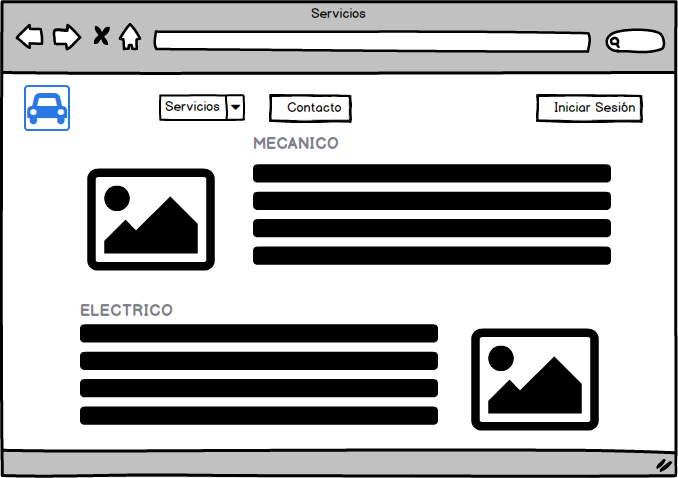 Servicios
Servicios
Contacto
Iniciar Sesión
MECANICO
ELECTRICO